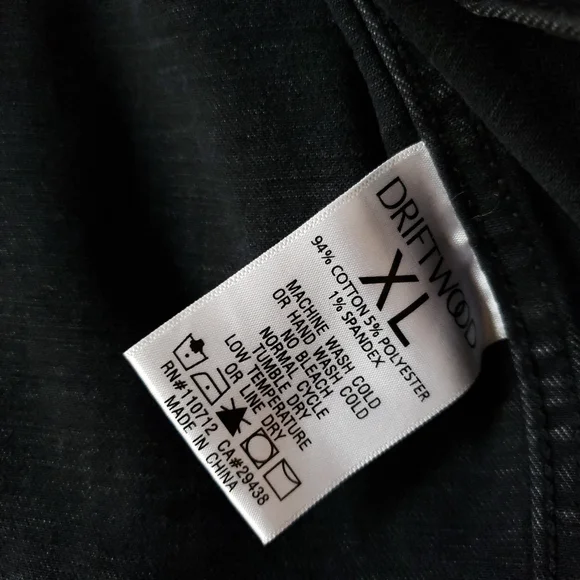 DRIFTWOOD
XL
94% COTTON 5% POLYESTER
1% SPANDEX
MACHINE WASH COLD
OR HAND WASH COLD
NO BLEACH
NORMAL CYCLE
TUMBLE DRY
LOW TEMPERATURE
OR LINE DRY
RN#110712 CA#29438
MADE IN CHINA